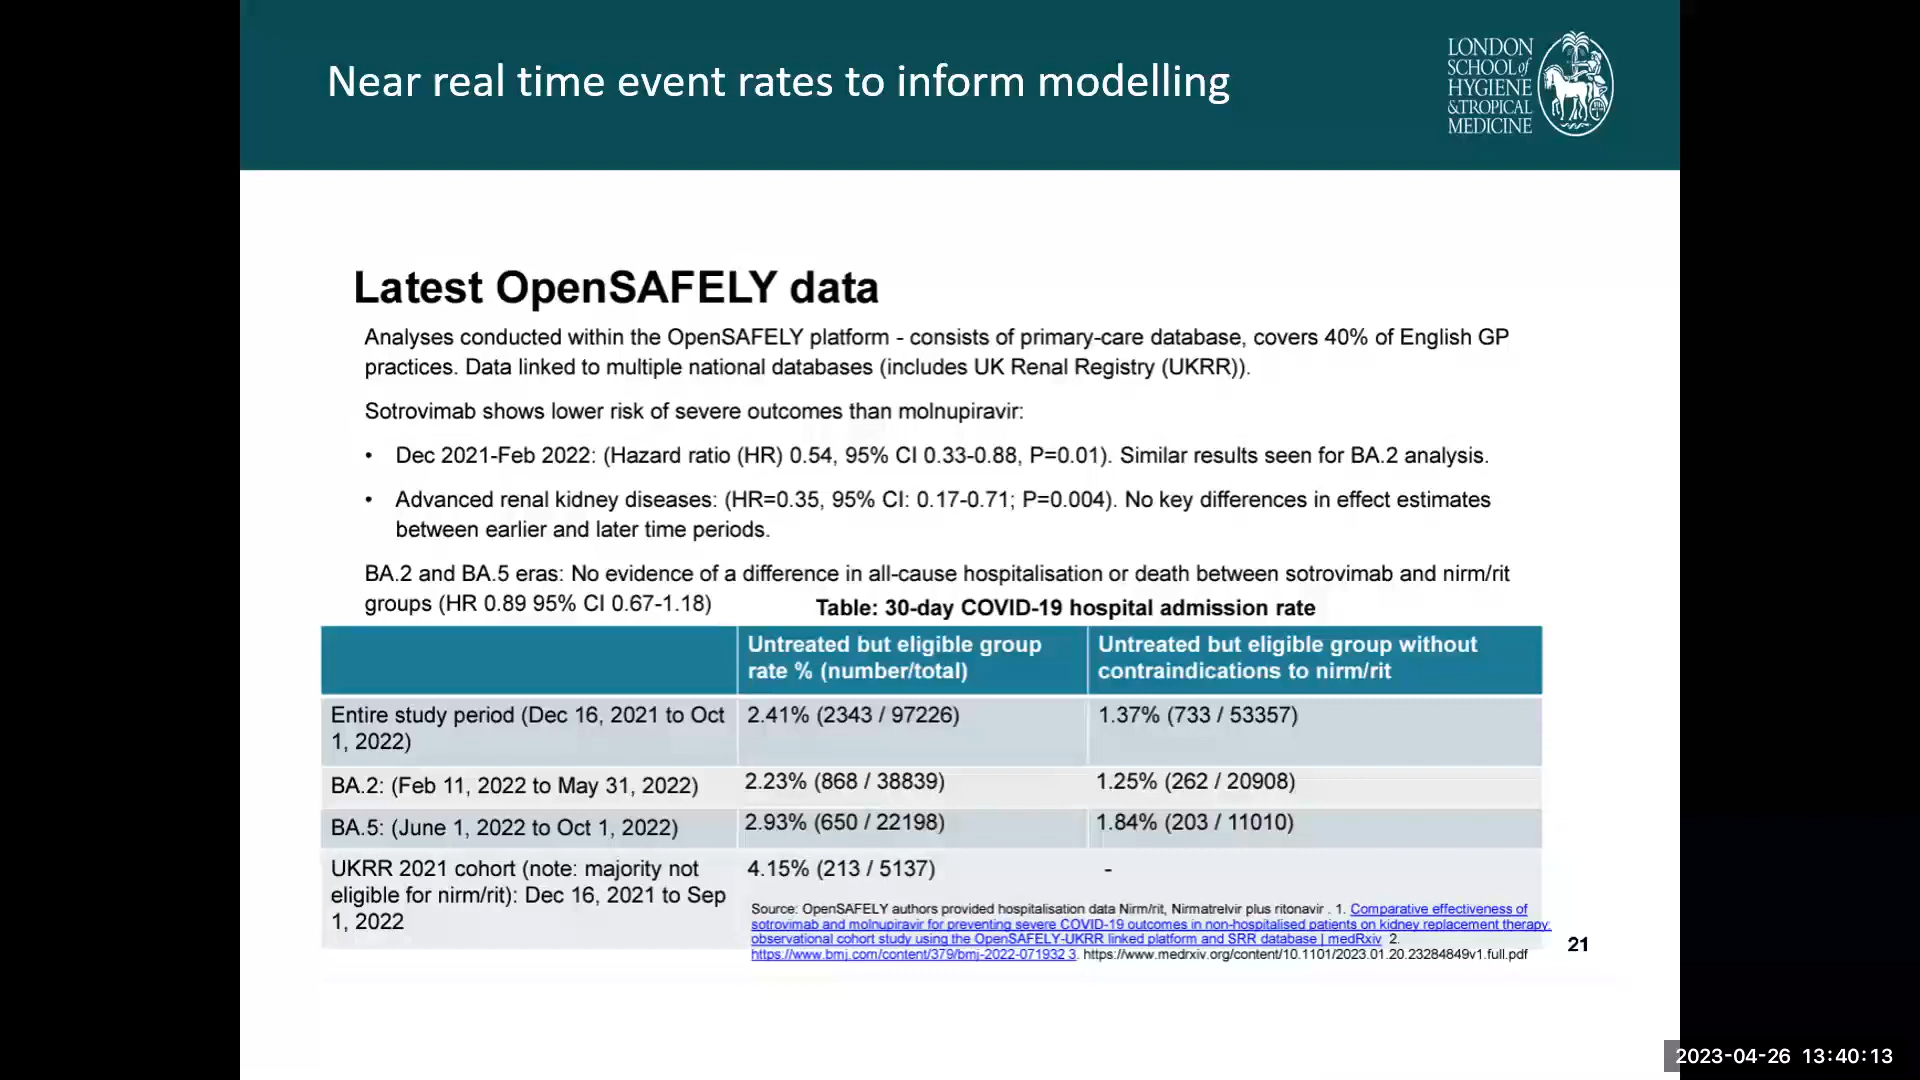 Near real time event rates to inform modelling
LONDON
SCHOOL of
HYGIENE
& TROPICAL
MEDICINE
Latest OpenSAFELY data
Analyses conducted within the OpenSAFELY platform - consists of primary-care database, covers 40% of English GP
practices. Data linked to multiple national databases (includes UK Renal Registry (UKRR)).
Sotrovimab shows lower risk of severe outcomes than molnupiravir:
• Dec 2021-Feb 2022: (Hazard ratio (HR) 0.54, 95% CI 0.33-0.88, P=0.01). Similar results seen for BA.2 analysis.
• Advanced renal kidney diseases: (HR=0.35, 95% CI: 0.17-0.71; P=0.004). No key differences in effect estimates
between earlier and later time periods.
BA.2 and BA.5 eras: No evidence of a difference in all-cause hospitalisation or death between sotrovimab and nirm/rit
groups (HR 0.89 95% CI 0.67-1.18)
Table: 30-day COVID-19 hospital admission rate
Untreated but eligible group
rate % (number/total)
Untreated but eligible group without
contraindications to nirm/rit
Entire study period (Dec 16, 2021 to Oct
1, 2022)
2.41% (2343 / 97226)
1.37% (733 / 53357)
BA.2: (Feb 11, 2022 to May 31, 2022)
2.23% (868 / 38839)
1.25% (262 / 20908)
BA.5: (June 1, 2022 to Oct 1, 2022)
2.93% (650 / 22198)
1.84% (203 / 11010)
UKRR 2021 cohort (note: majority not
eligible for nirm/rit): Dec 16, 2021 to Sep
1, 2022
4.15% (213 / 5137)
-
Source: OpenSAFELY authors provided hospitalisation data Nirm/rit, Nirmatrelvir plus ritonavir . 1. Comparative effectiveness of
sotrovimab and molnupiravir for preventing severe COVID-19 outcomes in non-hospitalised patients on kidney replacement therapy:
observational cohort study using the OpenSAFELY-UKRR linked platform and SRR database | medRxiv 2.
https://www.bmj.com/content/379/bmj-2022-071932 3. https://www.medrxiv.org/content/10.1101/2023.01.20.23284849v1.full.pdf
21
2023-04-26 13:40:13